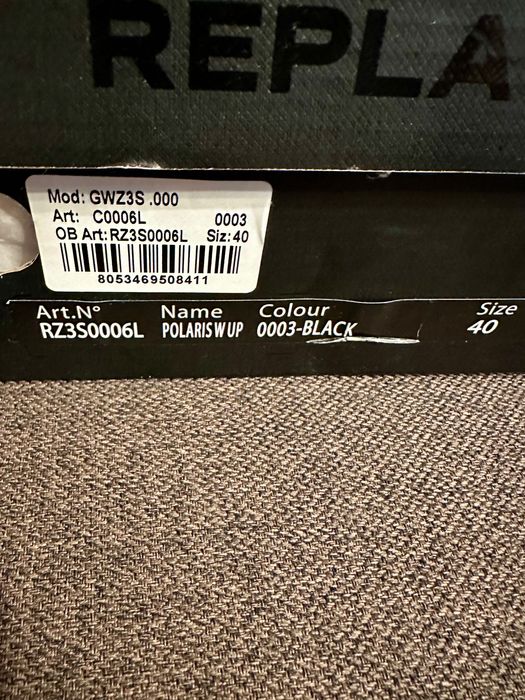 REPLA
Mod: GWZ3S .000
Art: C0006L 0003
OB Art: RZ3S0006L Siz: 40
8053469508411
Art.N° Name Colour Size
RZ3S0006L POLARIS W UP 0003-BLACK 40